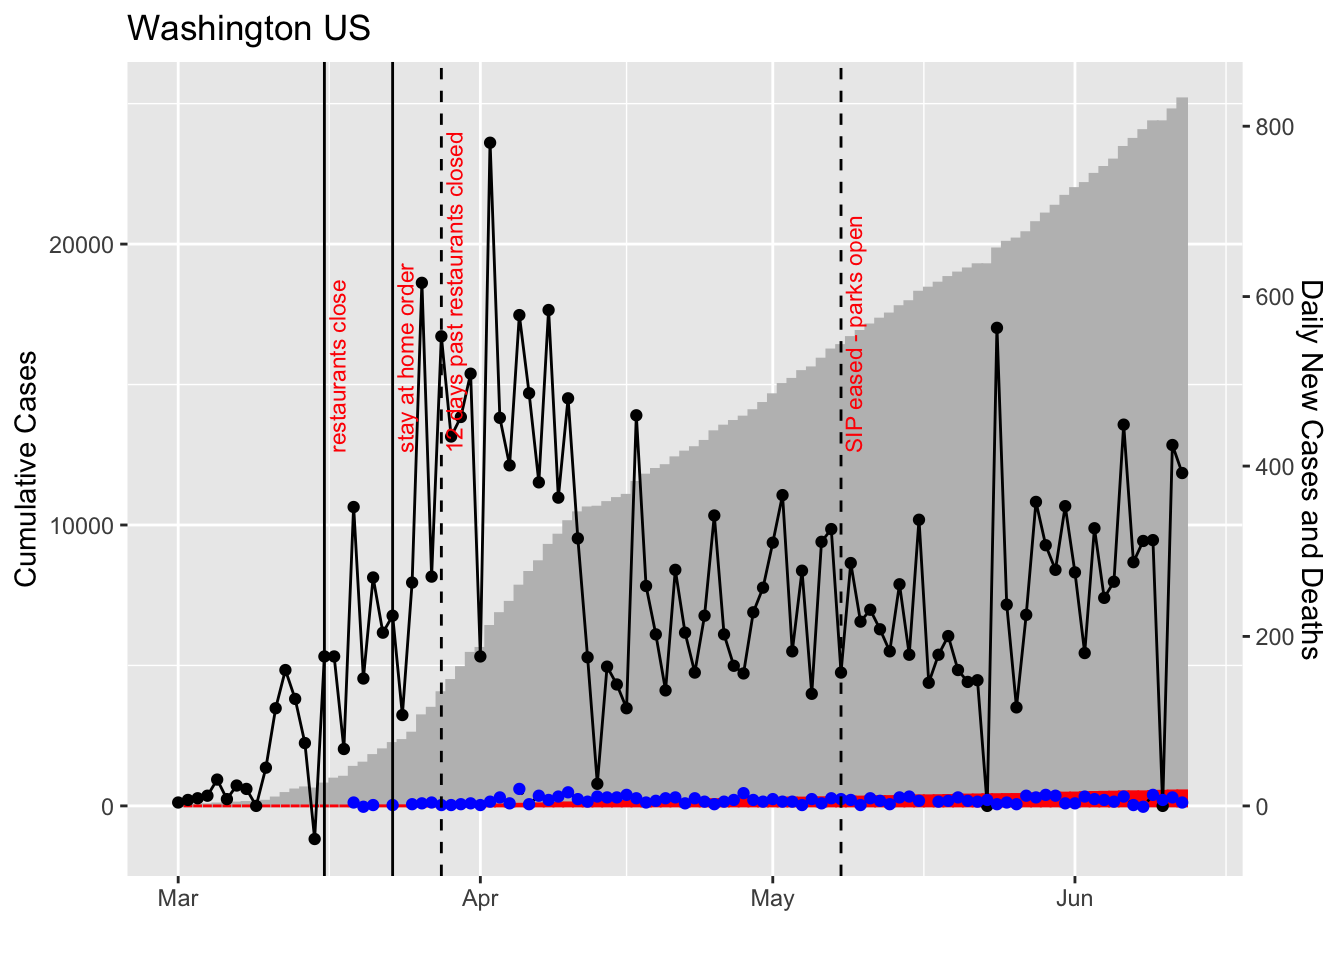 Washington US
Cumulative Cases
20000
10000
0
restaurants close
stay at home order
12 days past restaurants closed
SIP eased - parks open
800
600
400
200
0
Daily New Cases and Deaths
Mar
Apr
May
Jun